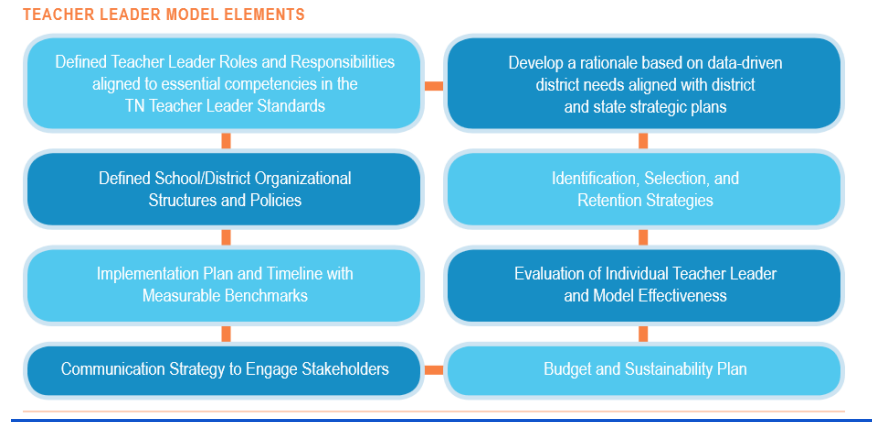 TEACHER LEADER MODEL ELEMENTS
Defined Teacher Leader Roles and Responsibilities
aligned to essential competencies in the
TN Teacher Leader Standards
Develop a rationale based on data-driven
district needs aligned with district
and state strategic plans
Defined School/District Organizational
Structures and Policies
Identification, Selection, and
Retention Strategies
Implementation Plan and Timeline with
Measurable Benchmarks
Evaluation of Individual Teacher Leader
and Model Effectiveness
Communication Strategy to Engage Stakeholders
Budget and Sustainability Plan